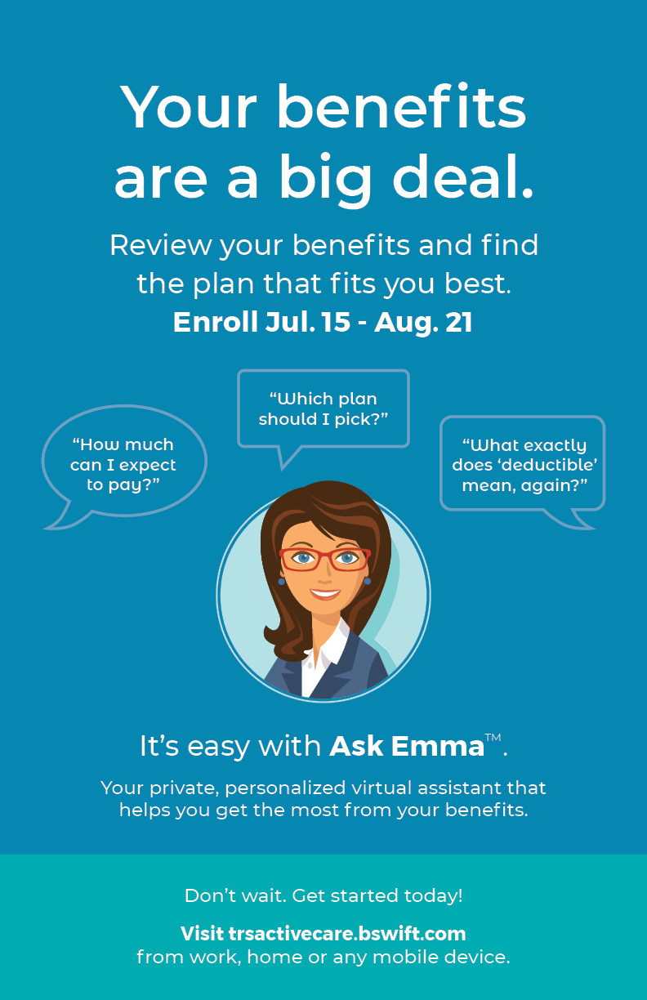 Your benefits
are a big deal.
Review your benefits and find
the plan that fits you best.
Enroll Jul. 15 - Aug. 21
“Which plan
should I pick?”
“How much
can I expect
to pay?”
“What exactly
does ‘deductible’
mean, again?”
It’s easy with Ask Emma™.
Your private, personalized virtual assistant that
helps you get the most from your benefits.
Don’t wait. Get started today!
Visit trsactivecare.bswift.com
from work, home or any mobile device.